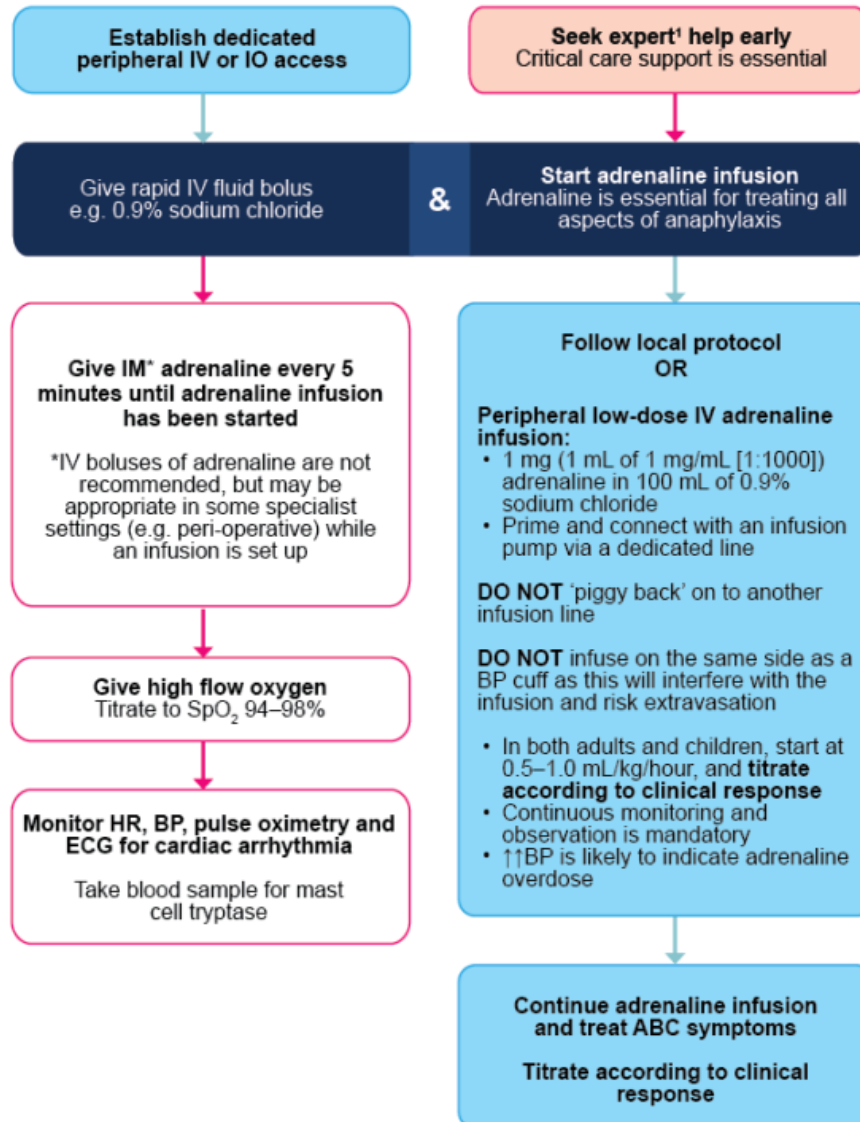 Establish dedicated
peripheral IV or IO access
Seek expert¹ help early
Critical care support is essential
Give rapid IV fluid bolus
e.g. 0.9% sodium chloride
&
Start adrenaline infusion
Adrenaline is essential for treating all
aspects of anaphylaxis
Give IM* adrenaline every 5
minutes until adrenaline infusion
has been started
*IV boluses of adrenaline are not
recommended, but may be
appropriate in some specialist
settings (e.g. peri-operative) while
an infusion is set up
Give high flow oxygen
Titrate to SpO₂ 94–98%
Monitor HR, BP, pulse oximetry and
ECG for cardiac arrhythmia
Take blood sample for mast
cell tryptase
Follow local protocol
OR
Peripheral low-dose IV adrenaline
infusion:
• 1 mg (1 mL of 1 mg/mL [1:1000])
adrenaline in 100 mL of 0.9%
sodium chloride
• Prime and connect with an infusion
pump via a dedicated line
DO NOT ‘piggy back’ on to another
infusion line
DO NOT infuse on the same side as a
BP cuff as this will interfere with the
infusion and risk extravasation
• In both adults and children, start at
0.5–1.0 mL/kg/hour, and titrate
according to clinical response
• Continuous monitoring and
observation is mandatory
• ↑↑BP is likely to indicate adrenaline
overdose
Continue adrenaline infusion
and treat ABC symptoms
Titrate according to clinical
response